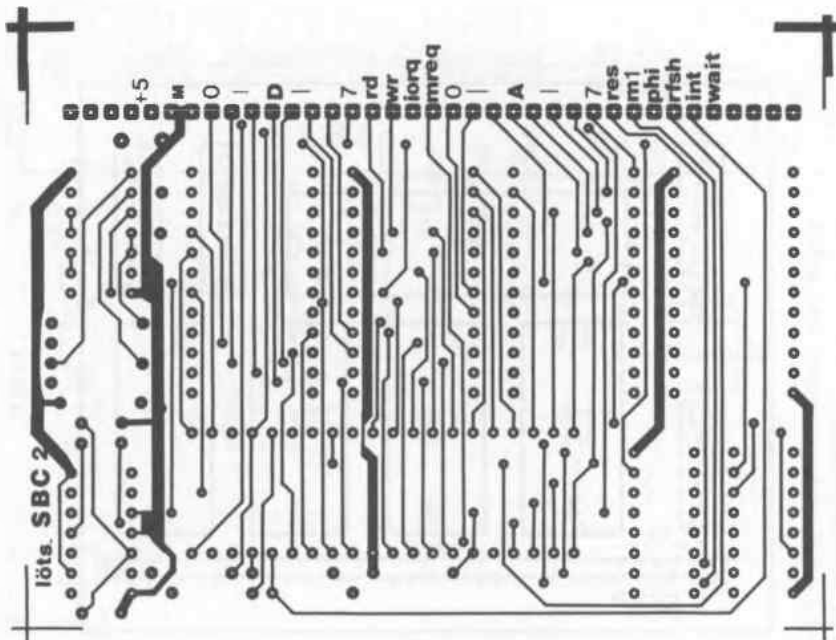 +5
M
0
|
D
|
7
rd
wr
iorq
mreq
0
|
A
|
7
res
m1
phi
rfsh
int
wait
löts. SBC 2